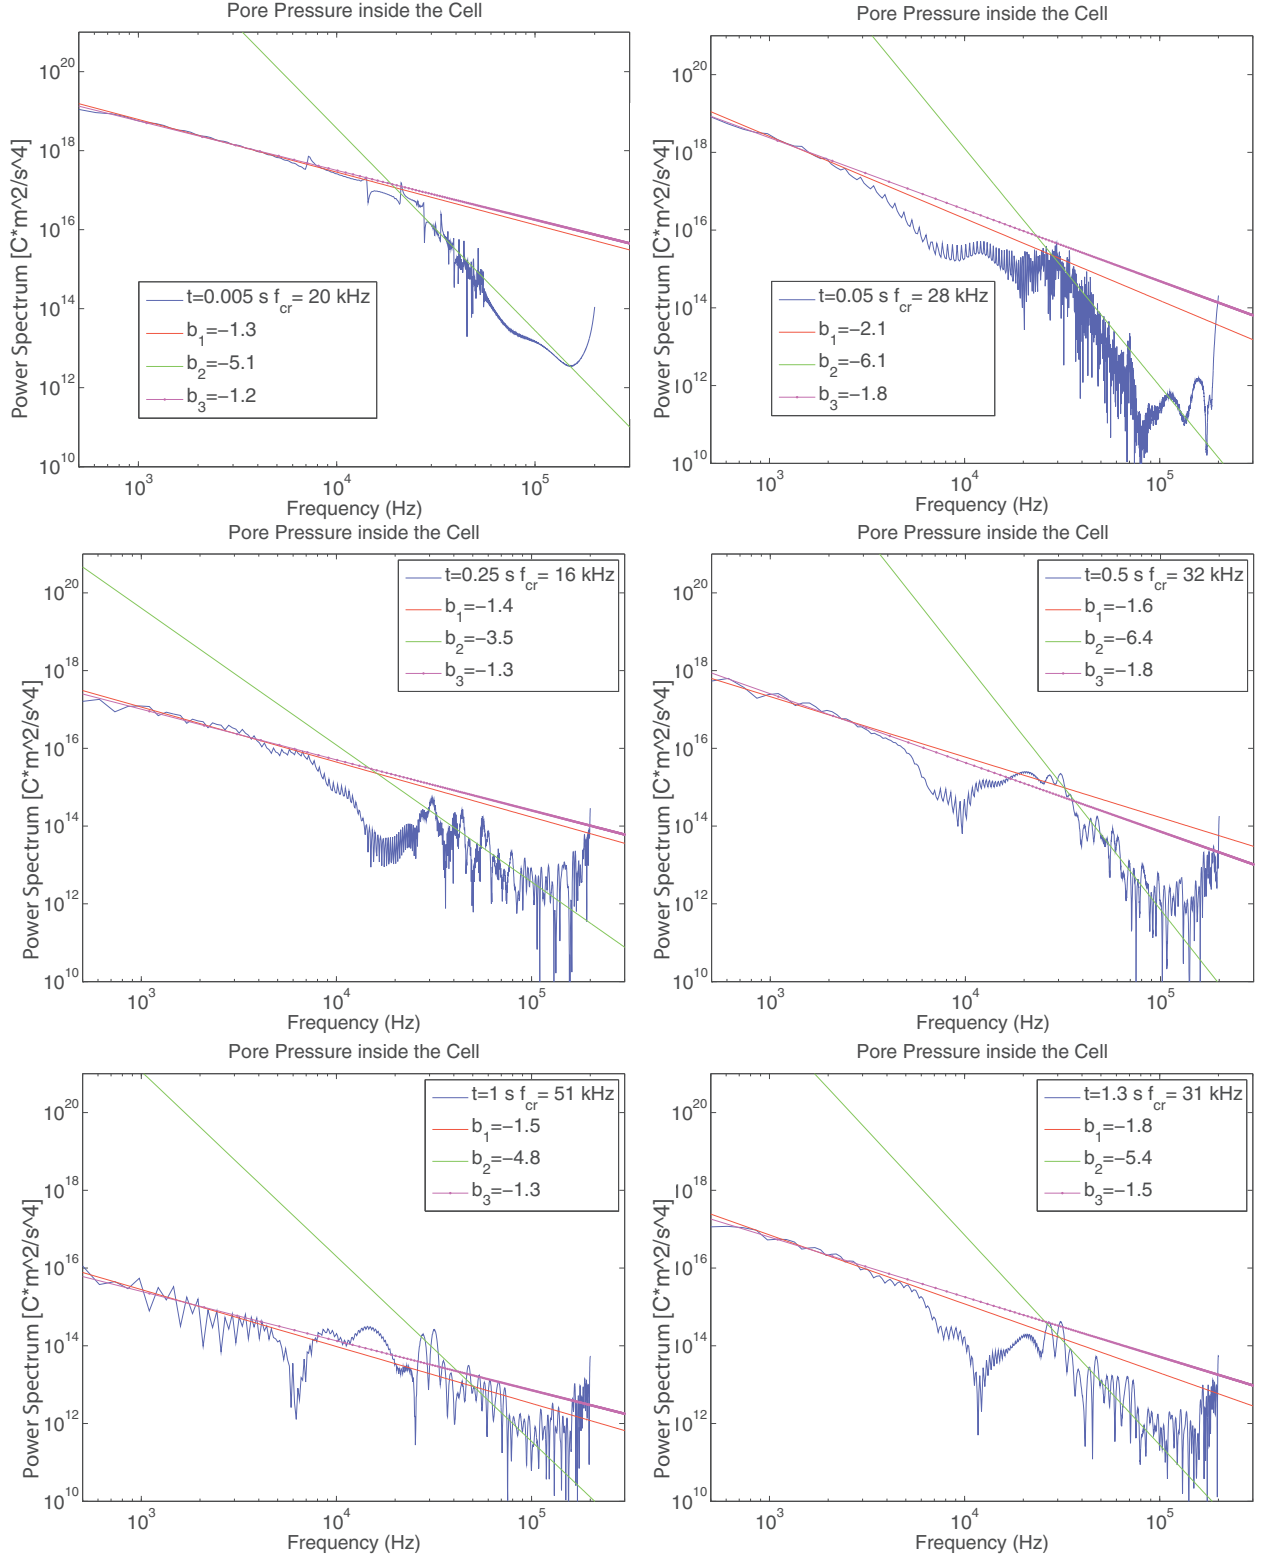 Pore Pressure inside the Cell
Power Spectrum [C*m^2/s^4]
10^20
10^18
10^16
10^14
10^12
10^10
t=0.005 s f_cr= 20 kHz
b_1=−1.3
b_2=−5.1
b_3=−1.2
10^3
10^4
10^5
Frequency (Hz)
Pore Pressure inside the Cell
Power Spectrum [C*m^2/s^4]
10^20
10^18
10^16
10^14
10^12
10^10
t=0.05 s f_cr= 28 kHz
b_1=−2.1
b_2=−6.1
b_3=−1.8
10^3
10^4
10^5
Frequency (Hz)
Pore Pressure inside the Cell
Power Spectrum [C*m^2/s^4]
10^20
10^18
10^16
10^14
10^12
10^10
t=0.25 s f_cr= 16 kHz
b_1=−1.4
b_2=−3.5
b_3=−1.3
10^3
10^4
10^5
Frequency (Hz)
Pore Pressure inside the Cell
Power Spectrum [C*m^2/s^4]
10^20
10^18
10^16
10^14
10^12
10^10
t=0.5 s f_cr= 32 kHz
b_1=−1.6
b_2=−6.4
b_3=−1.8
10^3
10^4
10^5
Frequency (Hz)
Pore Pressure inside the Cell
Power Spectrum [C*m^2/s^4]
10^20
10^18
10^16
10^14
10^12
10^10
t=1 s f_cr= 51 kHz
b_1=−1.5
b_2=−4.8
b_3=−1.3
10^3
10^4
10^5
Frequency (Hz)
Pore Pressure inside the Cell
Power Spectrum [C*m^2/s^4]
10^20
10^18
10^16
10^14
10^12
10^10
t=1.3 s f_cr= 31 kHz
b_1=−1.8
b_2=−5.4
b_3=−1.5
10^3
10^4
10^5
Frequency (Hz)